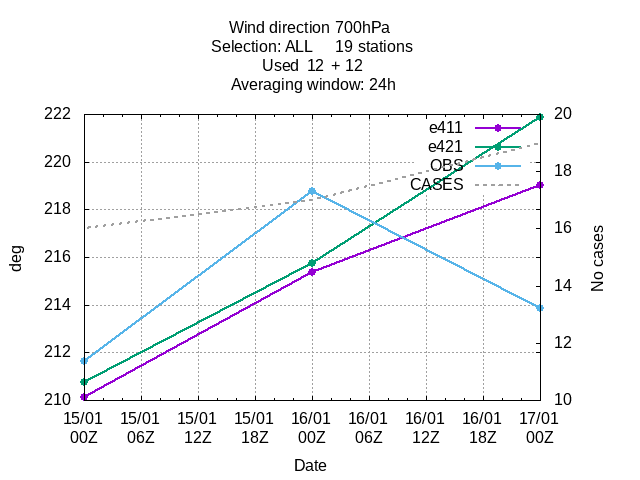 Wind direction 700hPa
Selection: ALL 19 stations
Used 12 + 12
Averaging window: 24h
222
220
218
216
214
212
210
deg
20
18
16
14
12
10
No cases
e411
e421
OBS
CASES
15/01 15/01 15/01 15/01 16/01 16/01 16/01 16/01 17/01
00Z 06Z 12Z 18Z 00Z 06Z 12Z 18Z 00Z
Date